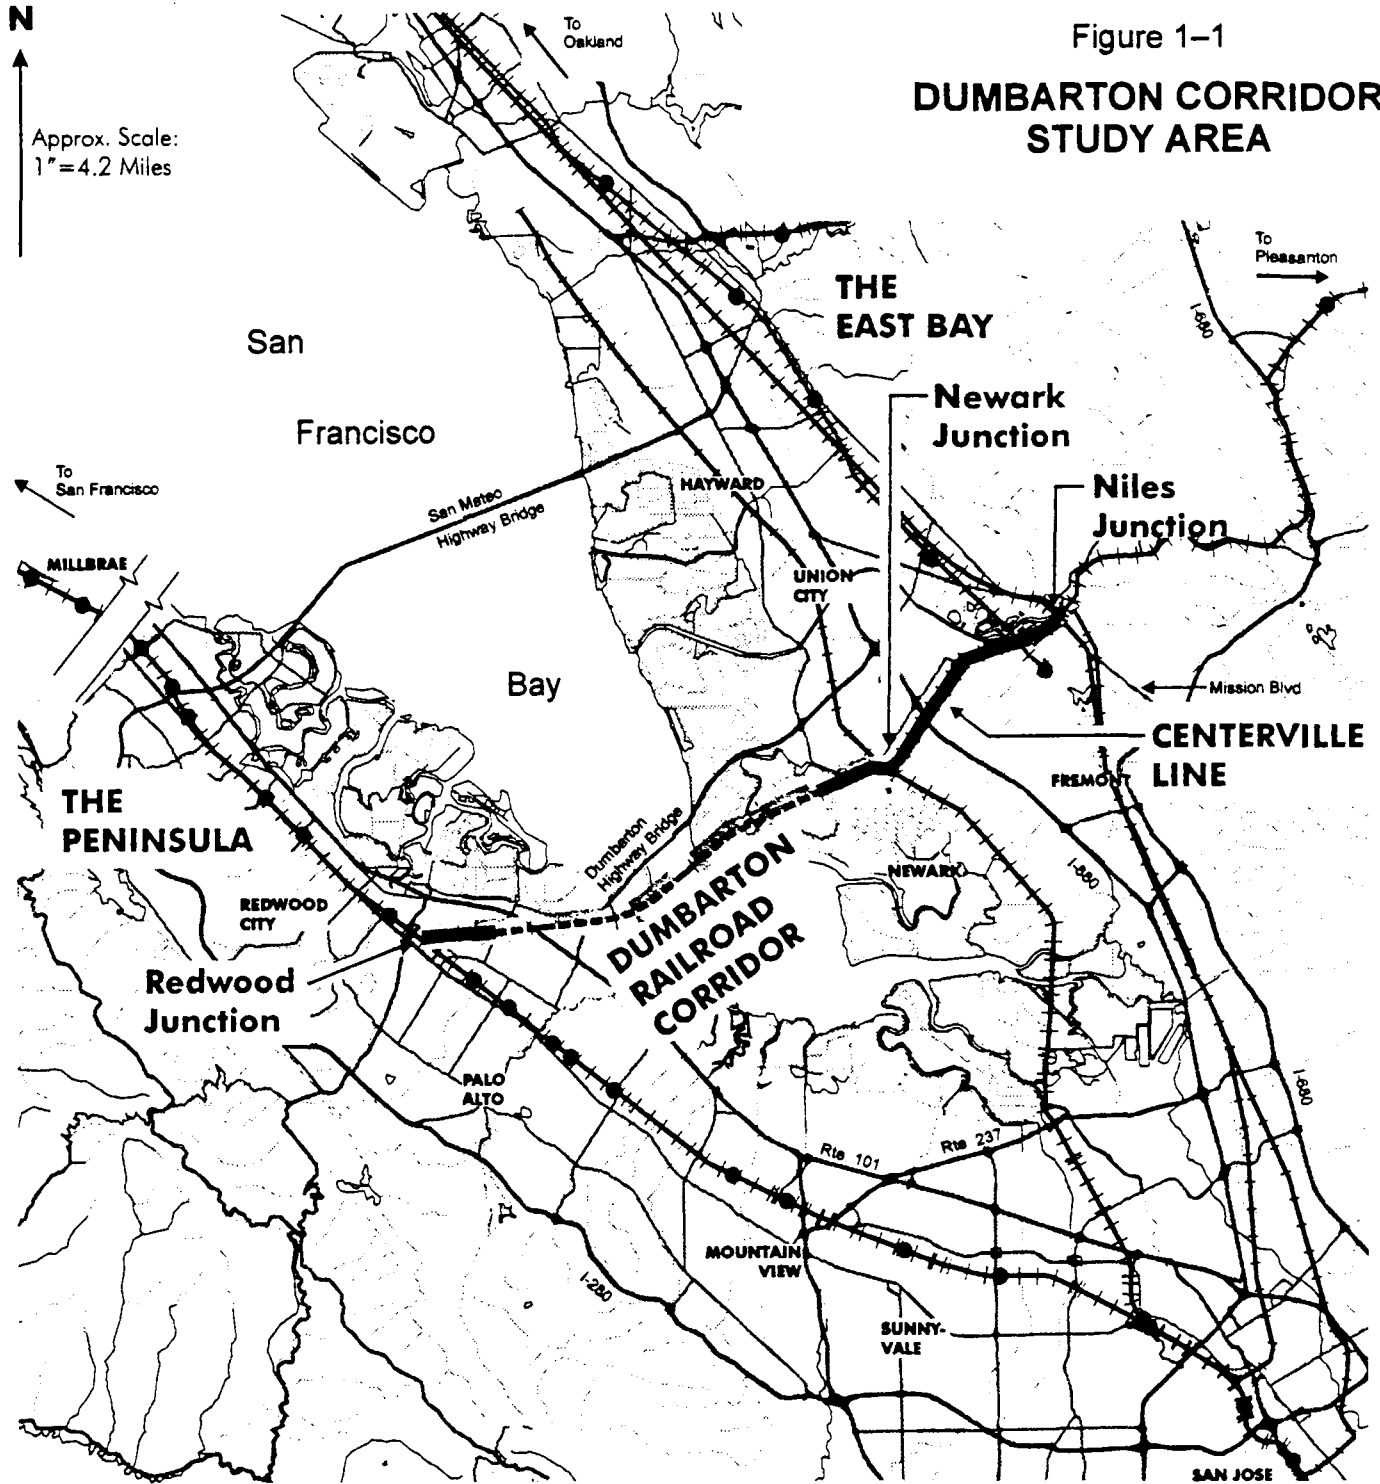 N
Approx. Scale:
1"=4.2 Miles
To
Oakland
Figure 1–1
DUMBARTON CORRIDOR
STUDY AREA
To
Pleasanton
I-680
THE
EAST BAY
San
Francisco
Bay
Newark
Junction
To
San Francisco
San Mateo
Highway Bridge
HAYWARD
Niles
Junction
MILLBRAE
UNION
CITY
Mission Blvd.
CENTERVILLE
LINE
FREMONT
THE
PENINSULA
Dumbarton
Highway Bridge
I-880
NEWARK
REDWOOD
CITY
DUMBARTON
RAILROAD
CORRIDOR
Redwood
Junction
PALO
ALTO
I-680
Rte 101
Rte 237
MOUNTAIN
VIEW
I-280
SUNNY-
VALE
SAN JOSE